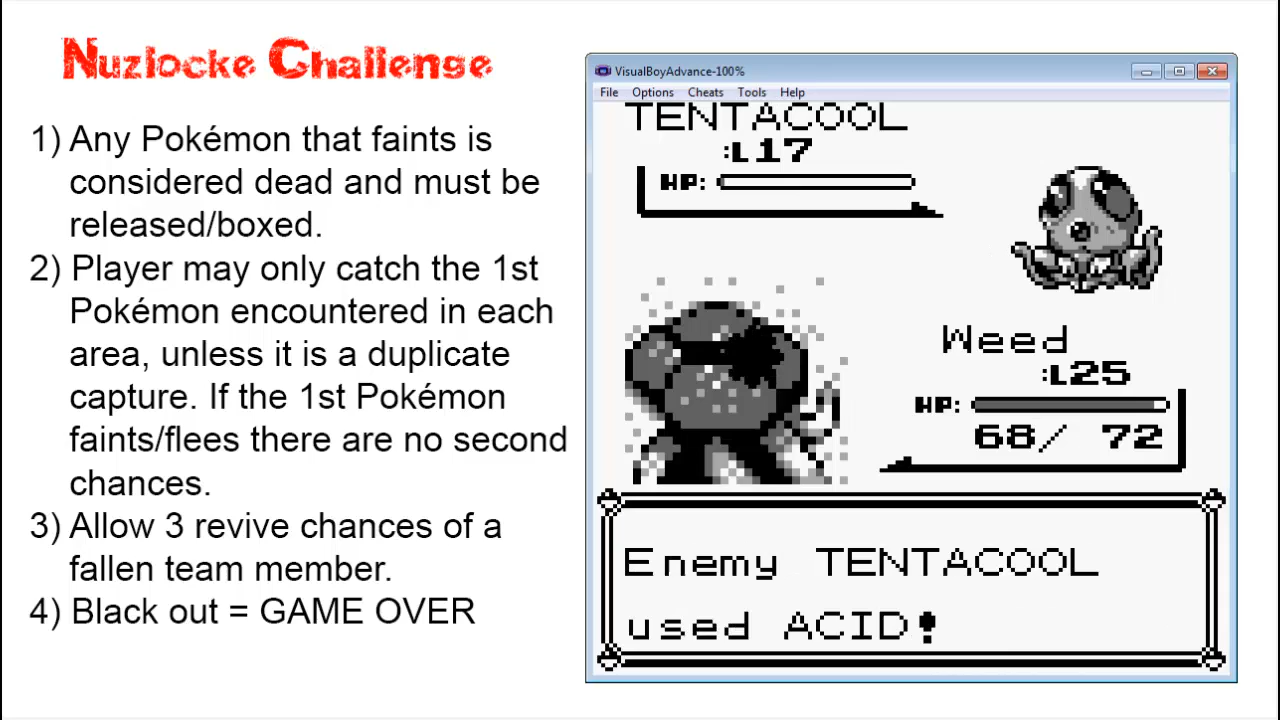 Nuzlocke Challenge
1) Any Pokémon that faints is
considered dead and must be
released/boxed.
2) Player may only catch the 1st
Pokémon encountered in each
area, unless it is a duplicate
capture. If the 1st Pokémon
faints/flees there are no second
chances.
3) Allow 3 revive chances of a
fallen team member.
4) Black out = GAME OVER
VisualBoyAdvance-100%
File Options Cheats Tools Help
TENTACOOL
:L17
HP:
Weed
:L25
HP:
68/ 72
Enemy TENTACOOL
used ACID!